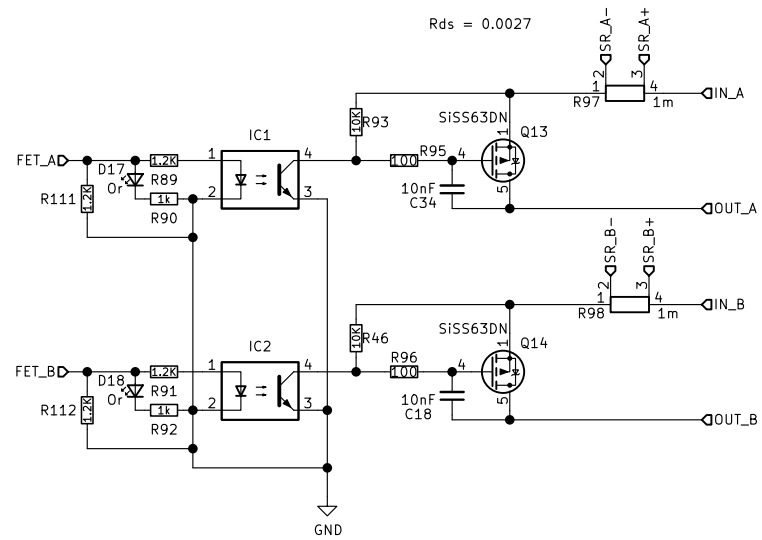 Rds = 0.0027
SR_A-
SR_A+
2
3
1
4
IN_A
R97
1m
10K
R93
SiSS63DN
Q13
1
IC1
FET_A
D17
Or
1.2K
R89
1
4
R95
100
4
R111
1.2K
1k
R90
2
3
10nF
C34
5
OUT_A
SR_B-
SR_B+
2
3
1
4
IN_B
R98
1m
10K
R46
SiSS63DN
Q14
1
IC2
FET_B
D18
Or
1.2K
R91
1
4
R96
100
4
R112
1.2K
1k
R92
2
3
10nF
C18
5
OUT_B
GND